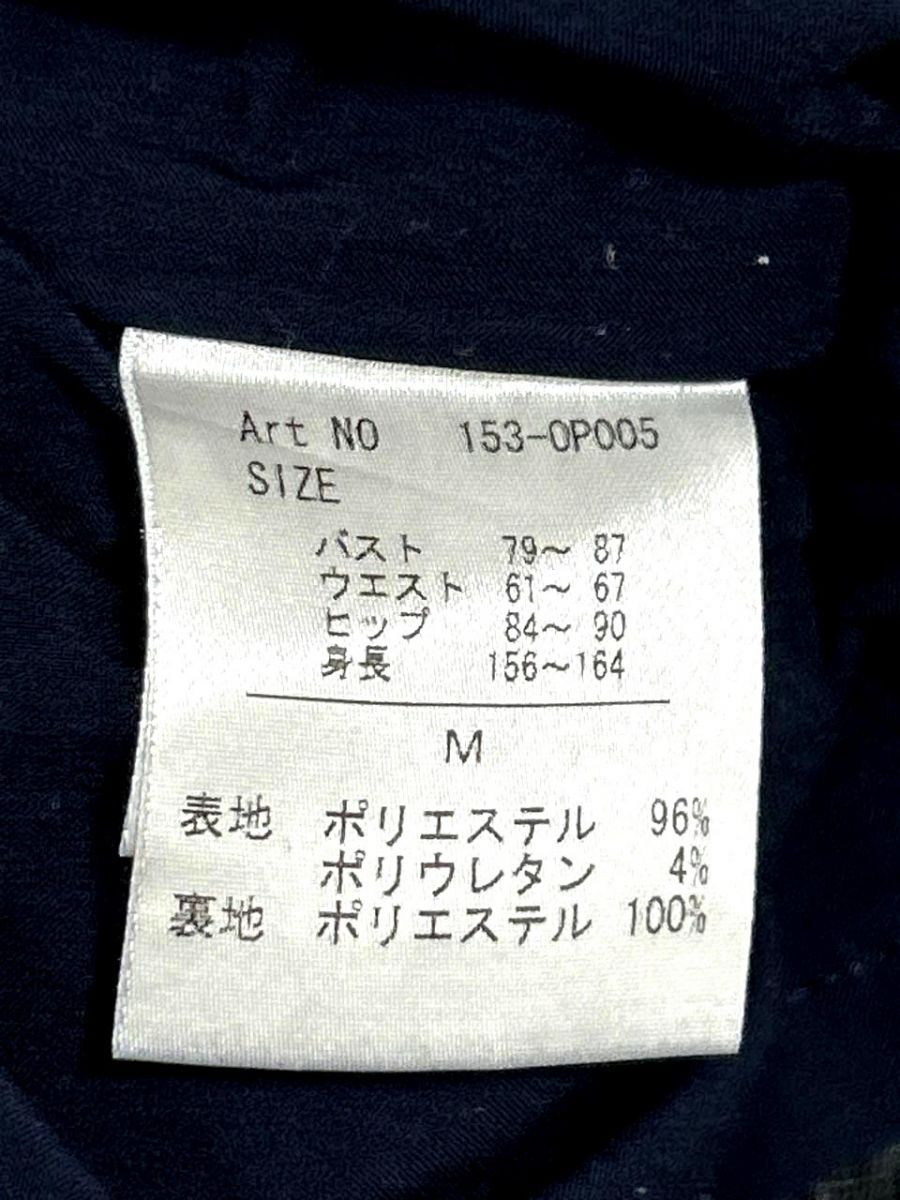 Art NO 153-OP005
SIZE
バスト 79〜 87
ウエスト 61〜 67
ヒップ 84〜 90
身長 156〜164
M
表地 ポリエステル 96%
ポリウレタン 4%
裏地 ポリエステル 100%